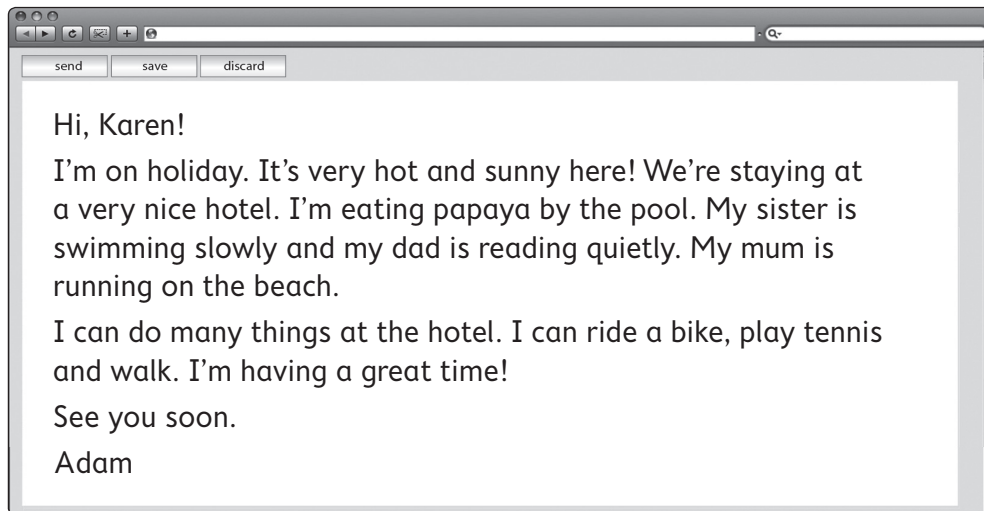 send save discard
Hi, Karen!
I'm on holiday. It's very hot and sunny here! We're staying at
a very nice hotel. I'm eating papaya by the pool. My sister is
swimming slowly and my dad is reading quietly. My mum is
running on the beach.
I can do many things at the hotel. I can ride a bike, play tennis
and walk. I'm having a great time!
See you soon.
Adam